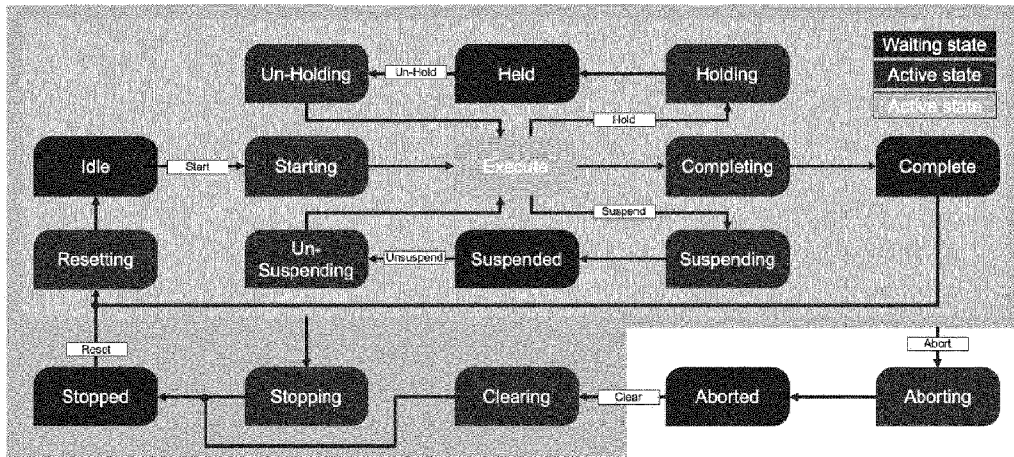 Waiting state
Un-Holding
Un-Hold
Held
Holding
Active state
Active state
Hold
Idle
Start
Starting
Execute
Completing
Complete
Suspend
Resetting
Un-
Suspending
Unsuspend
Suspended
Suspending
Reset
Abort
Stopped
Stopping
Clearing
Clear
Aborted
Aborting